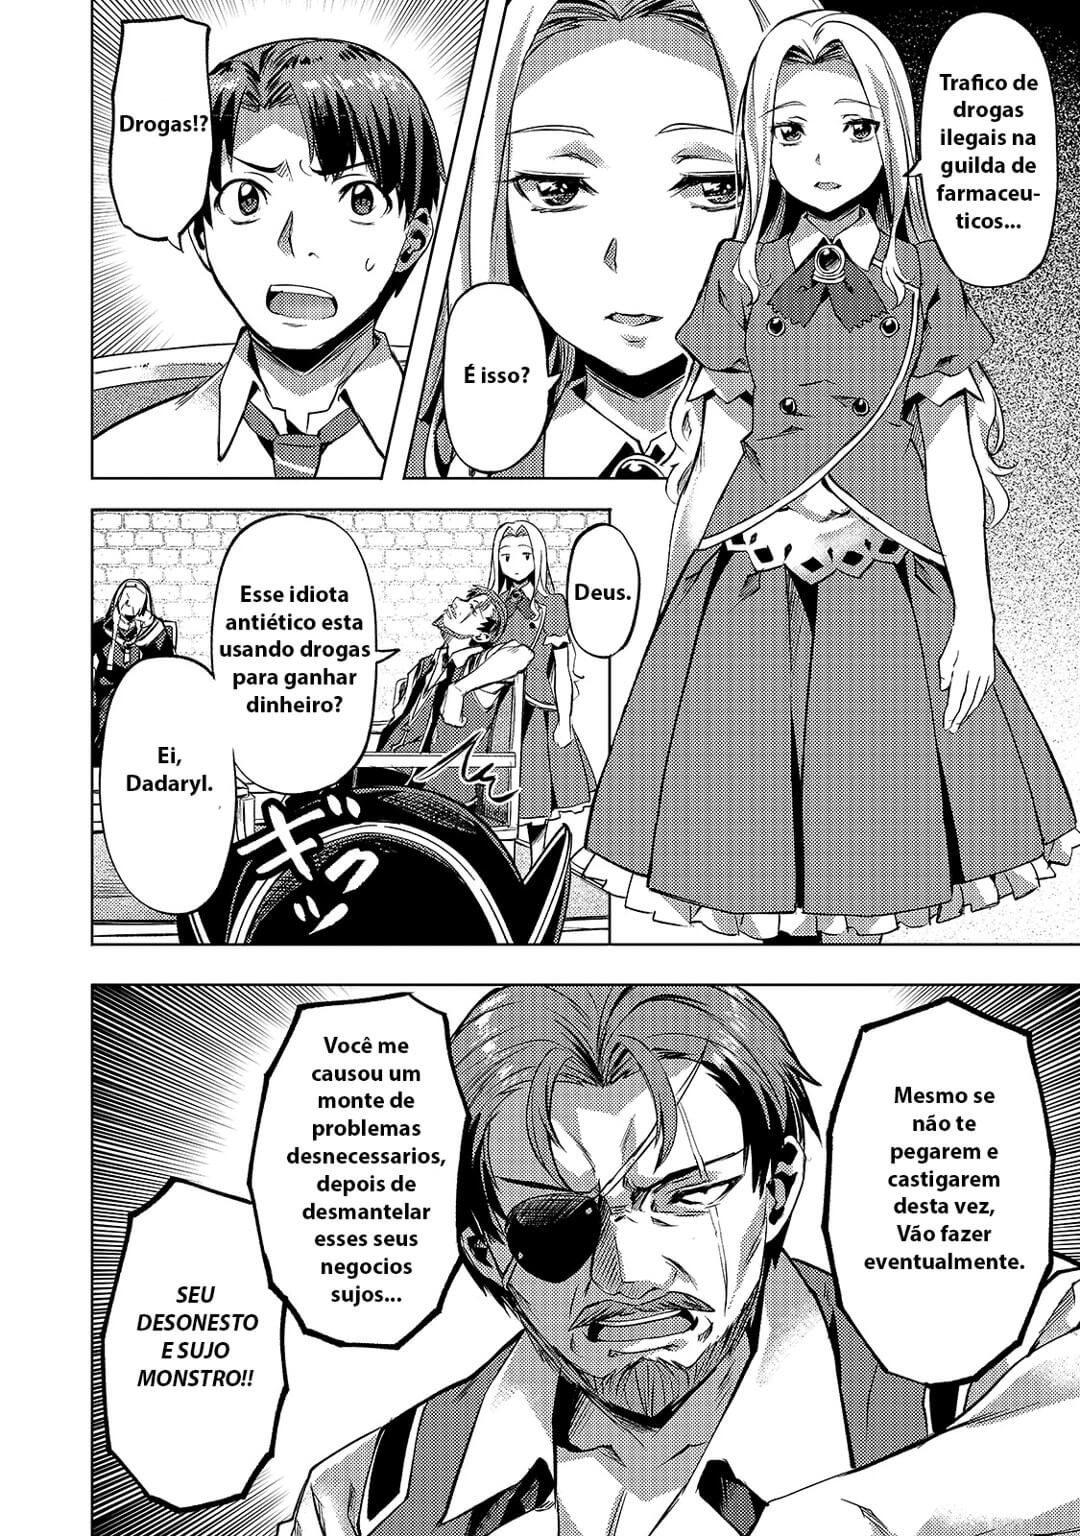 Trafico de
drogas
ilegais na
guilda de
farmaceu-
ticos...
É isso?
Drogas!?
Deus.
Esse idiota
antiético esta
usando drogas
para ganhar
dinheiro?
Ei,
Dadaryl.
ギクッ
Mesmo se
não te
pegarem e
castigarem
desta vez,
Vão fazer
eventualmente.
Você me
causou um
monte de
problemas
desnecessarios,
depois de
desmantelar
esses seus
negocios
sujos...
SEU
DESONESTO
E SUJO
MONSTRO!!